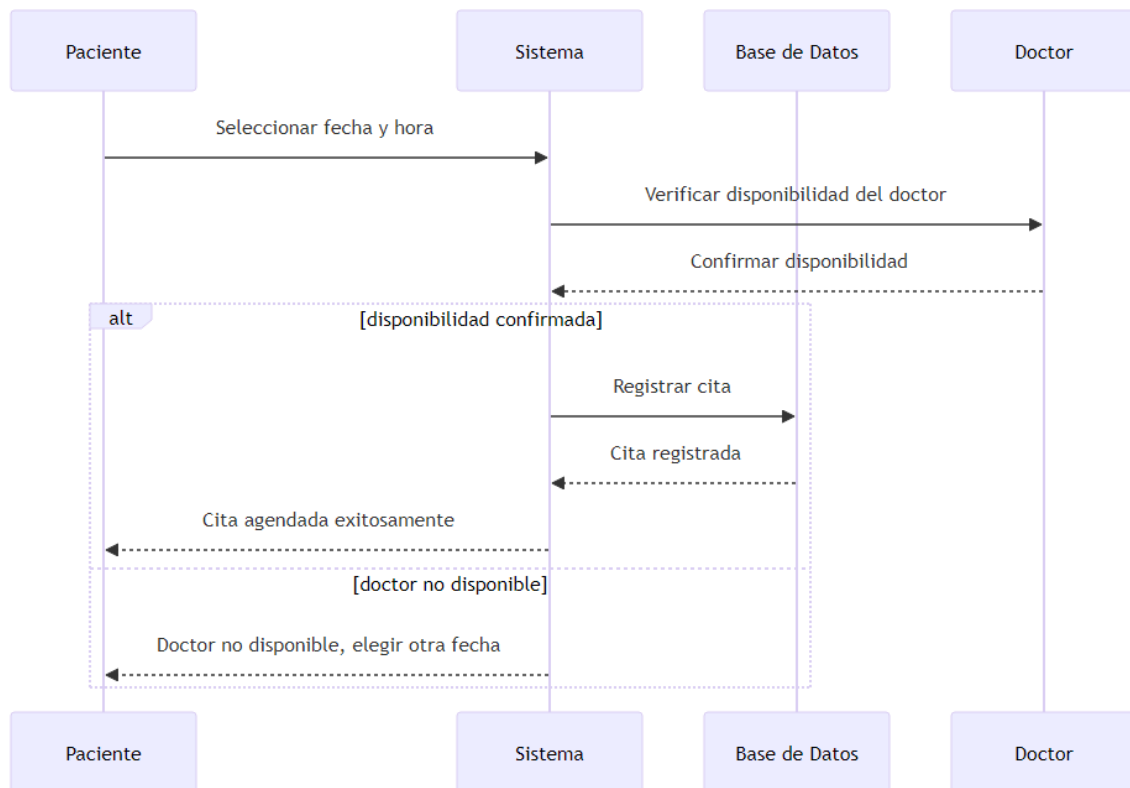 Paciente
Sistema
Base de Datos
Doctor
Seleccionar fecha y hora
Verificar disponibilidad del doctor
Confirmar disponibilidad
alt
[disponibilidad confirmada]
Registrar cita
Cita registrada
Cita agendada exitosamente
[doctor no disponible]
Doctor no disponible, elegir otra fecha
Paciente
Sistema
Base de Datos
Doctor